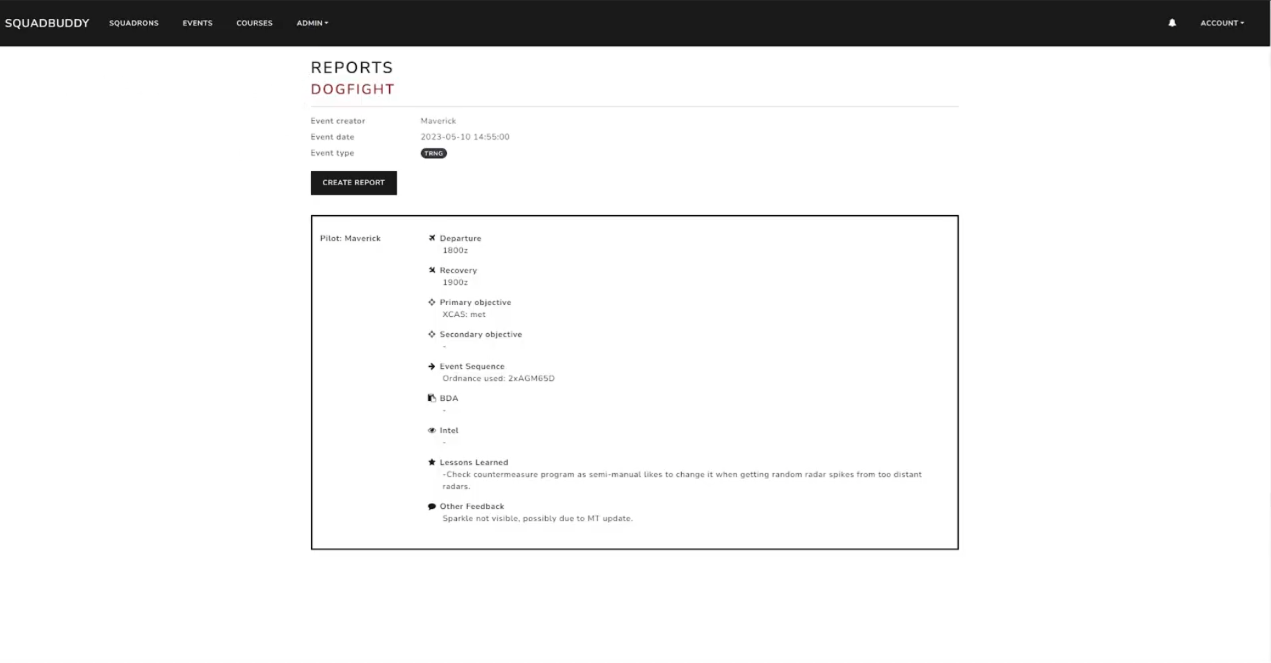 SQUADBUDDY SQUADRONS EVENTS COURSES ADMIN ACCOUNT
REPORTS
DOGFIGHT
Event creator Maverick
Event date 2023-05-10 14:55:00
Event type TRNG
CREATE REPORT
Pilot: Maverick
Departure
1800z
Recovery
1900z
Primary objective
XCAS: met
Secondary objective
-
Event Sequence
Ordnance used: 2xAGM65D
BDA
-
Intel
-
Lessons Learned
-Check countermeasure program as semi-manual likes to change it when getting random radar spikes from too distant
radars.
Other Feedback
Sparkle not visible, possibly due to MT update.